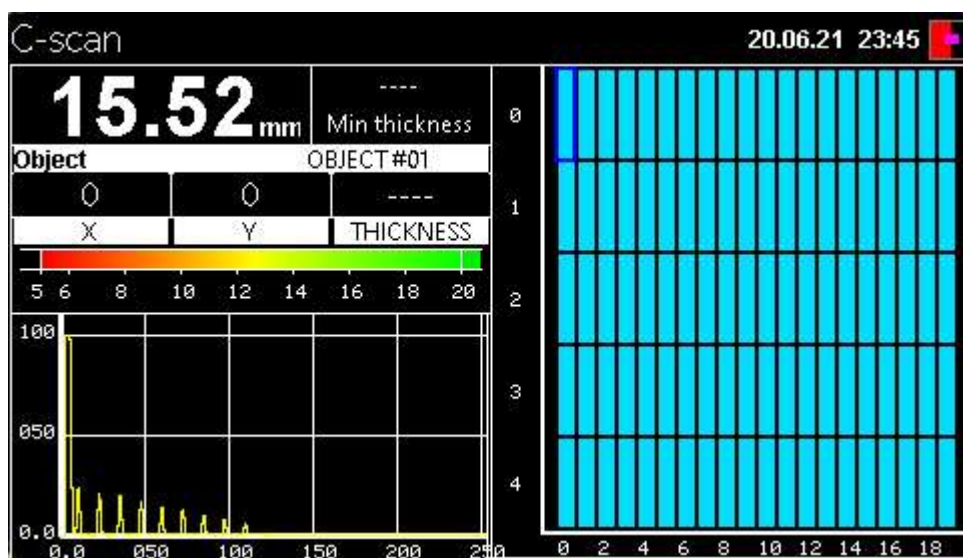 C-scan 20.06.21 23:45
15.52 mm
----
Min thickness
Object OBJECT #01
0 0 ----
X Y THICKNESS
5 6 8 10 12 14 16 18 20
100
050
0.0
0.0 050 100 150 200 250
0
1
2
3
4
0 2 4 6 8 10 12 14 16 18